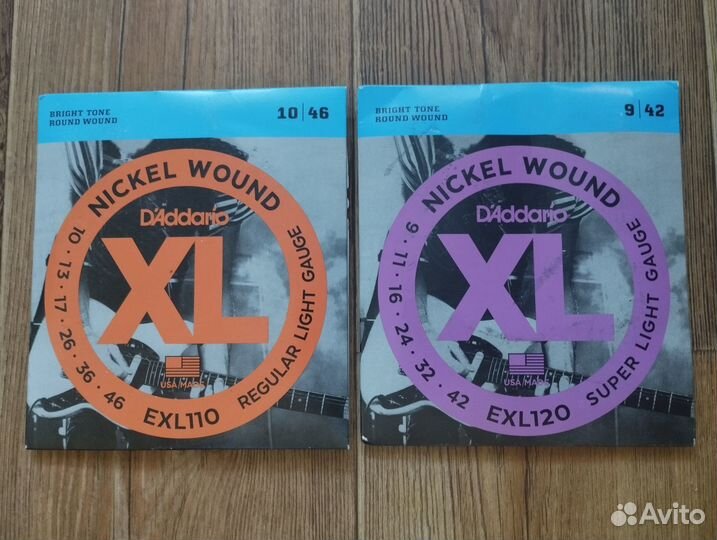 BRIGHT TONE
ROUND WOUND
10 | 46
NICKEL WOUND
D'Addario
XL
USA MADE
10 · 13 · 17 · 26 · 36 · 46
EXL110
REGULAR LIGHT GAUGE
BRIGHT TONE
ROUND WOUND
9 | 42
NICKEL WOUND
D'Addario
XL
USA MADE
9 · 11 · 16 · 24 · 32 · 42
EXL120
SUPER LIGHT GAUGE
Avito